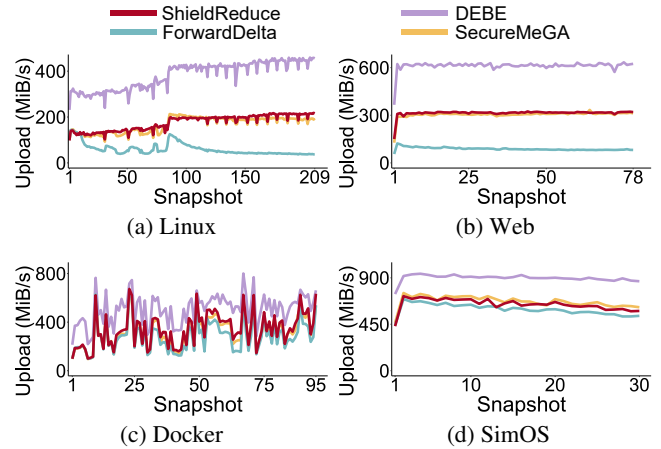 ShieldReduce DEBE
ForwardDelta SecureMeGA
Upload (MiB/s)
400
200
0
1 50 100 150 209
Snapshot
(a) Linux
Upload (MiB/s)
600
300
0
1 25 50 78
Snapshot
(b) Web
Upload (MiB/s)
800
400
0
1 25 50 75 95
Snapshot
(c) Docker
Upload (MiB/s)
900
450
0
1 10 20 30
Snapshot
(d) SimOS